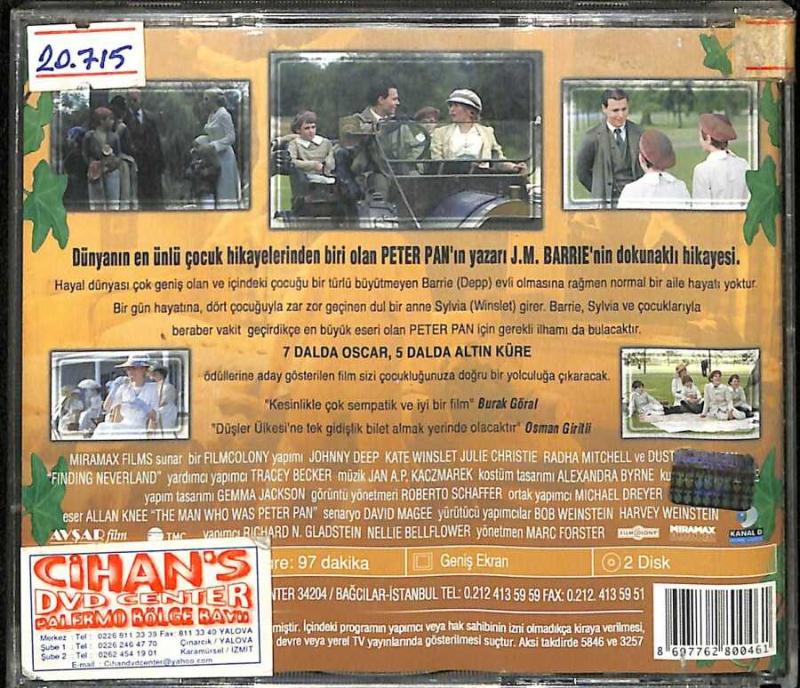 20.715
Dünyanın en ünlü çocuk hikayelerinden biri olan PETER PAN'ın yazarı J.M. BARRIE'nin dokunaklı hikayesi.
Hayal dünyası çok geniş olan ve içindeki çocuğu bir türlü büyütmeyen Barrie (Depp) evli olmasına rağmen normal bir aile hayatı yoktur.
Bir gün hayatına, dört çocuğuyla zar zor geçinen dul bir anne Sylvia (Winslet) girer. Barrie, Sylvia ve çocuklarıyla
beraber vakit geçirdikçe en büyük eseri olan PETER PAN için gerekli ilhamı da bulacaktır.
7 DALDA OSCAR, 5 DALDA ALTIN KÜRE
ödüllerine aday gösterilen film sizi çocukluğunuza doğru bir yolculuğa çıkaracak.
"Kesinlikle çok sempatik ve iyi bir film" Burak Göral
"Düşler Ülkesi'ne tek gidişlik bilet almak yerinde olacaktır" Osman Giritli
MIRAMAX FILMS sunar bir FILMCOLONY yapımı JOHNNY DEEP KATE WINSLET JULIE CHRISTIE RADHA MITCHELL ve DUST
"FINDING NEVERLAND" yardımcı yapımcı TRACEY BECKER müzik JAN A.P. KACZMAREK kostüm tasarımı ALEXANDRA BYRNE
yapım tasarımı GEMMA JACKSON görüntü yönetmeni ROBERTO SCHAFFER ortak yapımcı MICHAEL DREYER
eser ALLAN KNEE "THE MAN WHO WAS PETER PAN" senaryo DAVID MAGEE yürütücü yapımcılar BOB WEINSTEIN HARVEY WEINSTEIN
AVŞAR film TMC yapımcı RICHARD N. GLADSTEIN NELLIE BELLFLOWER yönetmen MARC FORSTER FILMCOLONY MIRAMAX KANAL D
üre: 97 dakika Geniş Ekran 2 Disk
ENTER 34204 / BAĞCILAR-İSTANBUL TEL: 0.212 413 59 59 FAX: 0.212. 413 59 51
miştir. İçindeki programın yapımcı veya hak sahibinin izni olmadıkça kiraya verilmesi,
devre veya yerel TV yayınlarında gösterilmesi suçtur. Aksi takdirde 5846 ve 3257
8 697762 800461
CİHAN'S
DVD CENTER
PALERMO BÖLGE BAYİİ
Merkez : Tel : 0226 811 33 39 Fax: 811 33 40 YALOVA
Şube 1 : Tel : 0226 246 47 70 Çınarcık / YALOVA
Şube 2 : Tel : 0262 454 19 01 Karamürsel / İZMİT
E-mail : Cihandvdcenter@yahoo.com